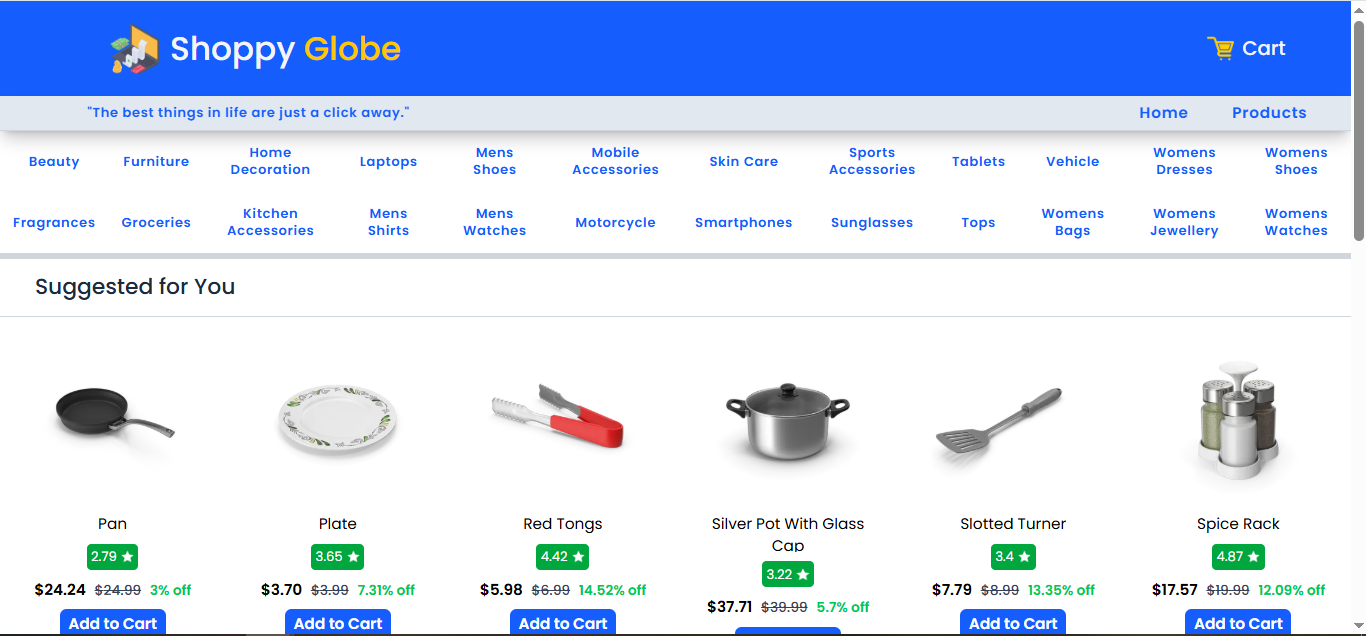 Shoppy Globe
Cart
"The best things in life are just a click away."
Home
Products
Beauty
Furniture
Home
Decoration
Laptops
Mens
Shoes
Mobile
Accessories
Skin Care
Sports
Accessories
Tablets
Vehicle
Womens
Dresses
Womens
Shoes
Fragrances
Groceries
Kitchen
Accessories
Mens
Shirts
Mens
Watches
Motorcycle
Smartphones
Sunglasses
Tops
Womens
Bags
Womens
Jewellery
Womens
Watches
Suggested for You
Pan
2.79 ★
$24.24 $24.99 3% off
Add to Cart
Plate
3.65 ★
$3.70 $3.99 7.31% off
Add to Cart
Red Tongs
4.42 ★
$5.98 $6.99 14.52% off
Add to Cart
Silver Pot With Glass
Cap
3.22 ★
$37.71 $39.99 5.7% off
Slotted Turner
3.4 ★
$7.79 $8.99 13.35% off
Add to Cart
Spice Rack
4.87 ★
$17.57 $19.99 12.09% off
Add to Cart